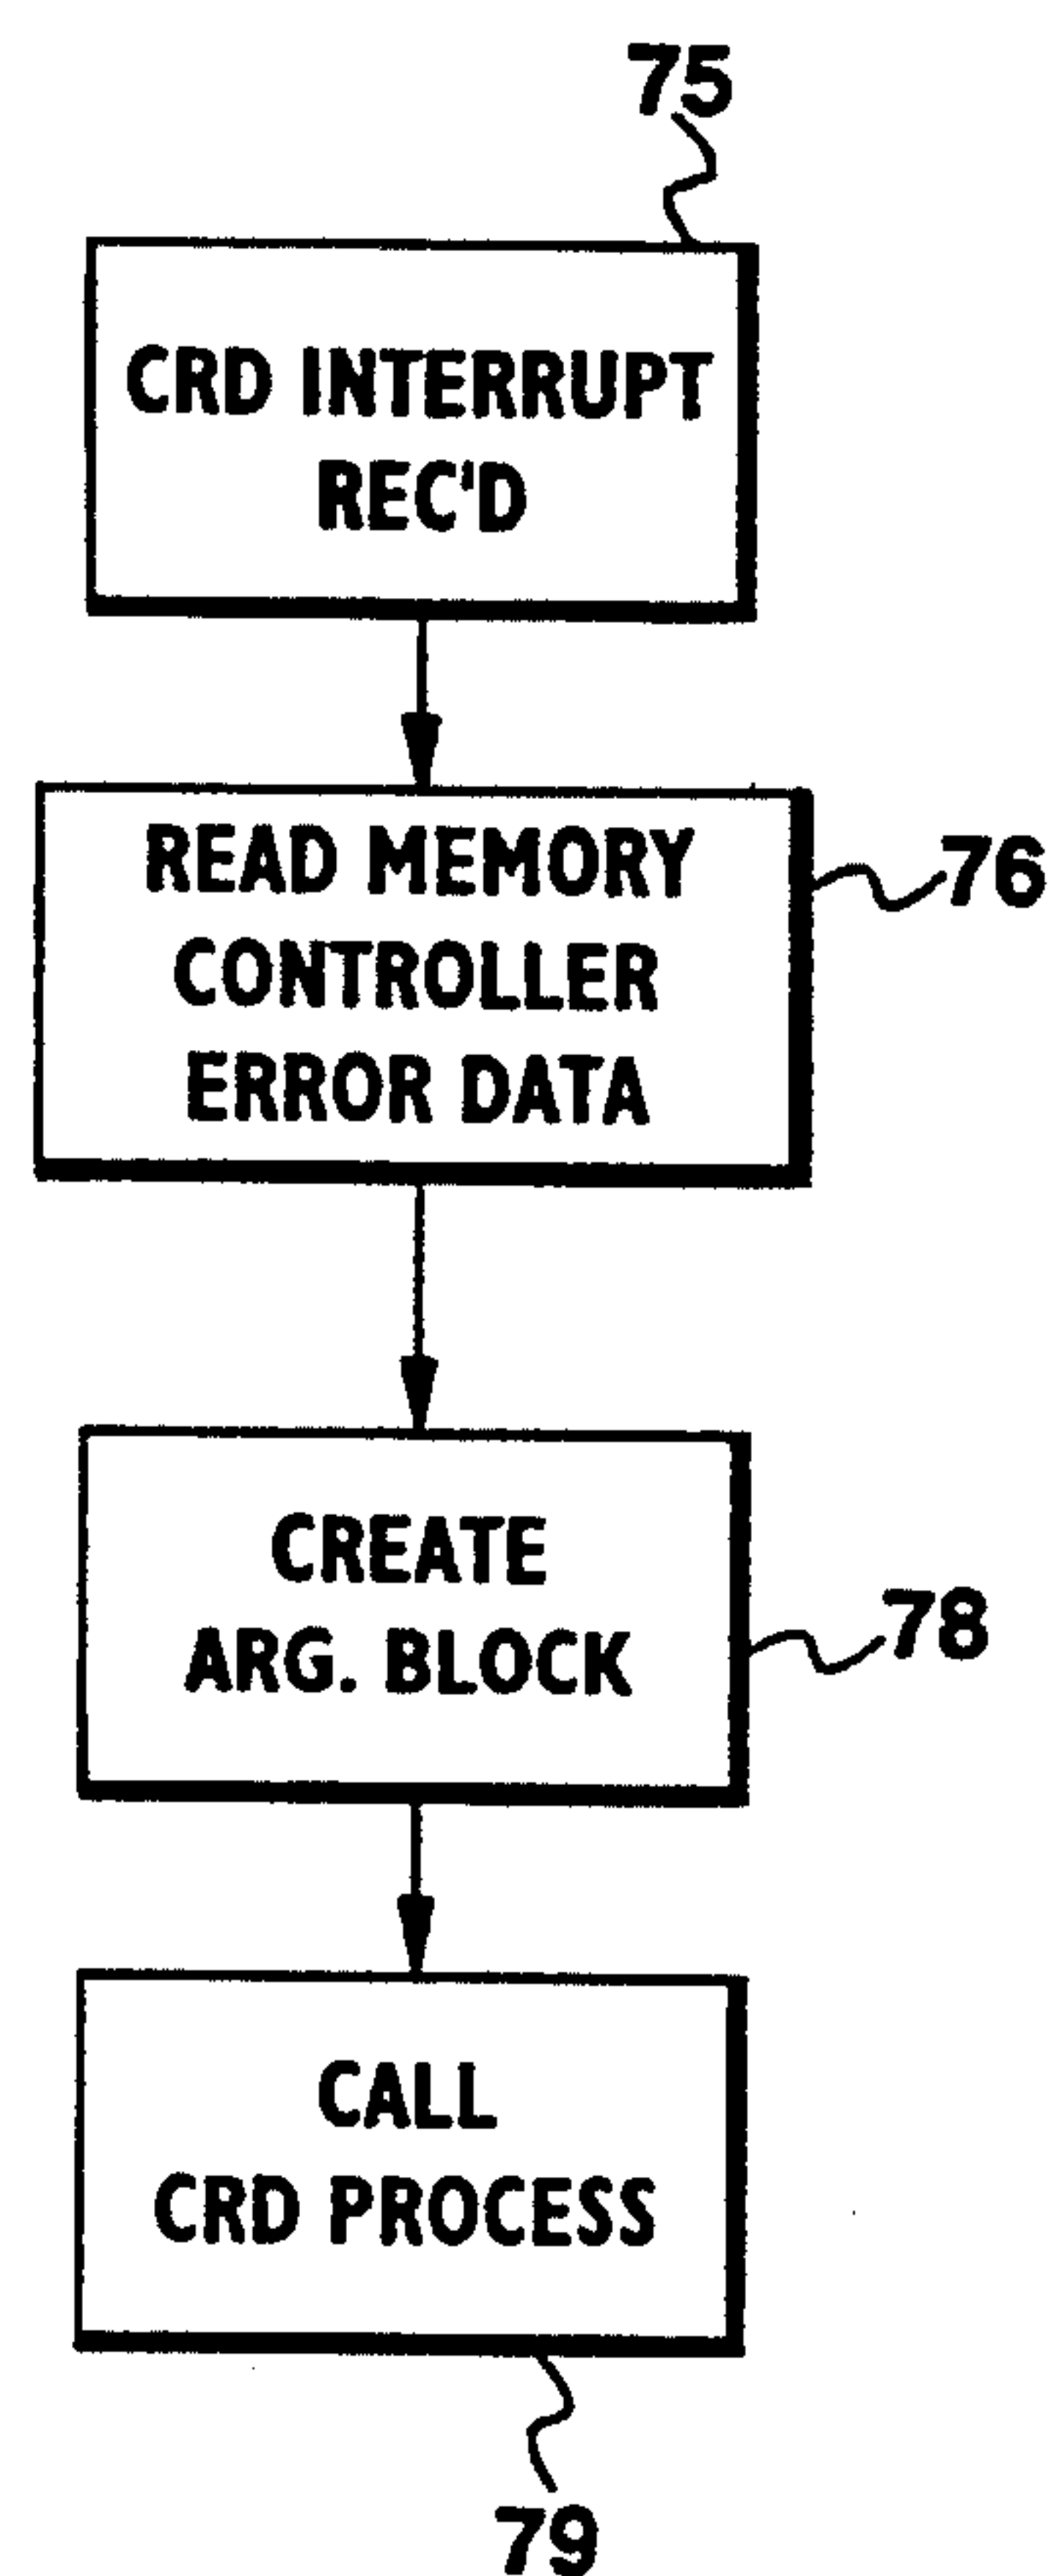 75
CRD INTERRUPT
REC'D
READ MEMORY
CONTROLLER
ERROR DATA
76
CREATE
ARG. BLOCK
78
CALL
CRD PROCESS
79